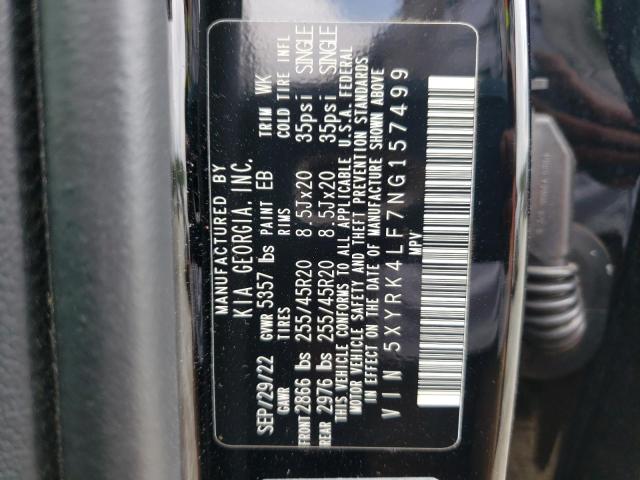 MANUFACTURED BY
KIA GEORGIA, INC.
SEP/29/22 GVWR 5357 lbs PAINT EB TRIM WK
GAWR TIRES RIMS COLD TIRE INFL
FRONT 2866 lbs 255/45R20 8.5Jx20 35psi SINGLE
REAR 2976 lbs 255/45R20 8.5Jx20 35psi SINGLE
THIS VEHICLE CONFORMS TO ALL APPLICABLE U.S.A. FEDERAL
MOTOR VEHICLE SAFETY AND THEFT PREVENTION STANDARDS
IN EFFECT ON THE DATE OF MANUFACTURE SHOWN ABOVE.
VIN 5XYRK4LF7NG157499
MPV